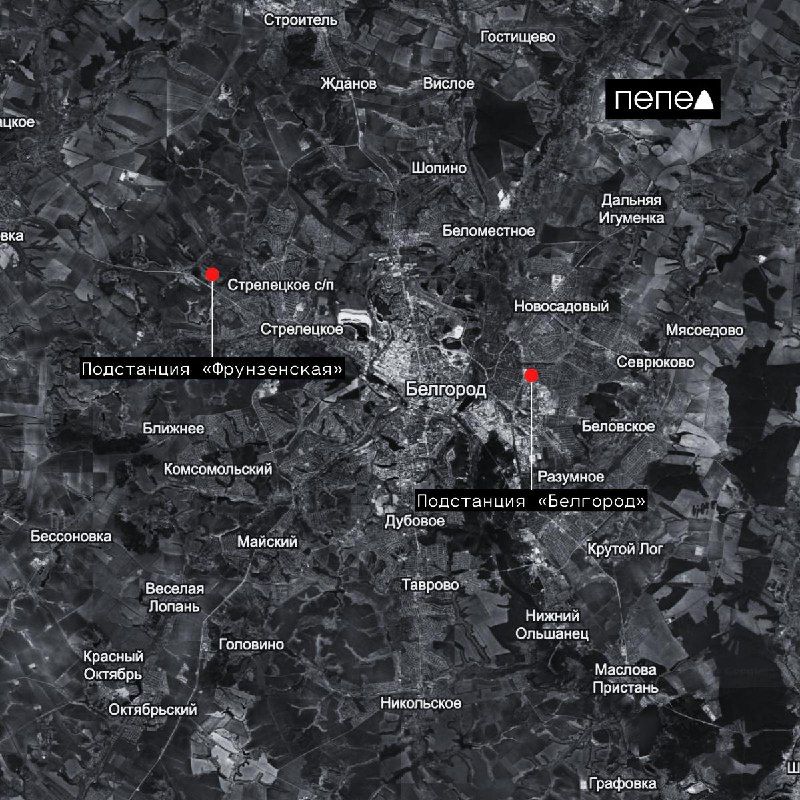 Строитель
Гостищево
Жданов
Вислое
пепел
Шопино
Дальняя
Игуменка
Беломестное
Стрелецкое с/п
Новосадовый
Стрелецкое
Мясоедово
Севрюково
Подстанция «Фрунзенская»
Белгород
Ближнее
Беловское
Комсомольский
Разумное
Подстанция «Белгород»
Дубовое
Бессоновка
Майский
Крутой Лог
Таврово
Веселая
Лопань
Нижний
Ольшанец
Головино
Красный
Октябрь
Маслова
Пристань
Никольское
Октябрьский
Графовка